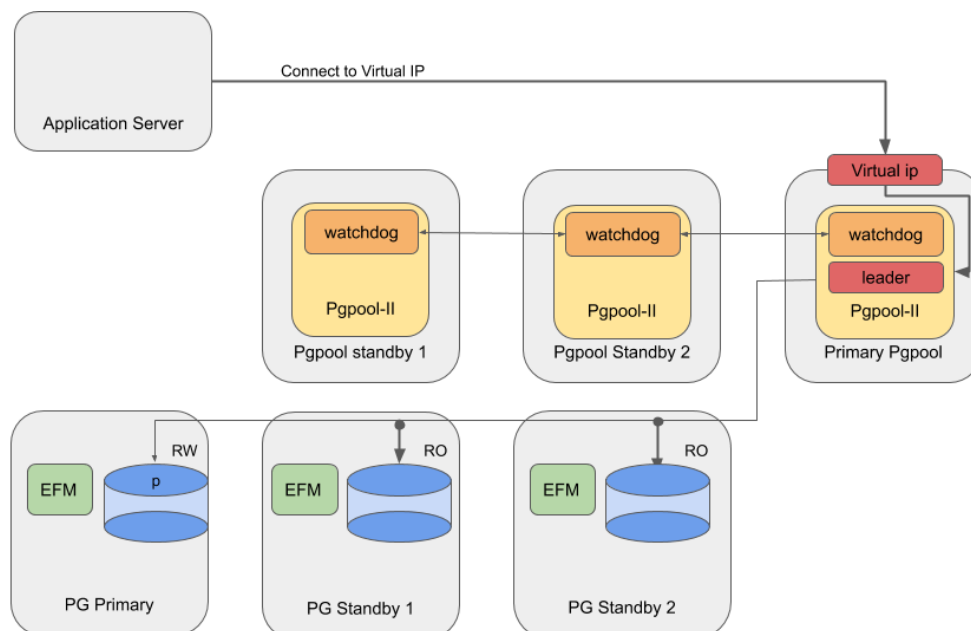 Connect to Virtual IP
Application Server
Virtual ip
watchdog
watchdog
watchdog
leader
Pgpool-II
Pgpool-II
Pgpool-II
Pgpool standby 1
Pgpool Standby 2
Primary Pgpool
RW
RO
RO
p
EFM
EFM
EFM
PG Primary
PG Standby 1
PG Standby 2